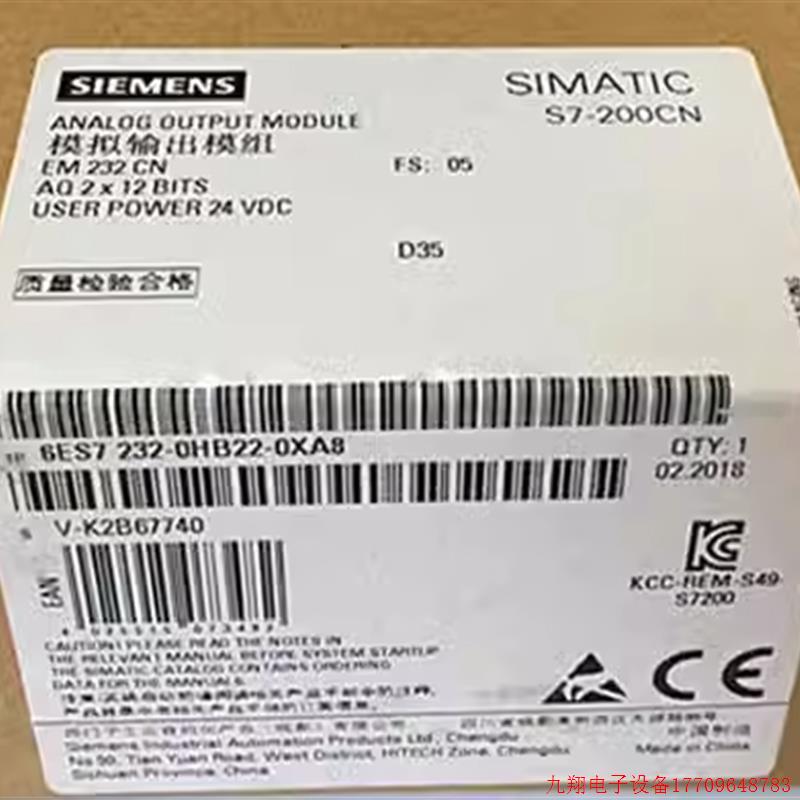 SIEMENS
SIMATIC
S7-200CN
ANALOG OUTPUT MODULE
模拟输出模组
EM 232 CN
FS: 05
AQ 2 x 12 BITS
USER POWER 24 VDC
D35
质量检验合格
1P 6ES7 232-0HB22-0XA8
QTY: 1
02.2018
S V-K2B67740
EAN
KCC-REM-S49-
S7200
CAUTION! PLEASE READ THE NOTES IN
THE RELEVANT MANUAL BEFORE SYSTEM STARTUP
THE SIMATIC CATALOG CONTAINS ORDERING
DATA FOR THE MANUALS
CE
中国制造
Siemens Industrial Automation Products Ltd., Chengdu
Made in China
No 90, Tian Yuan Road, West District, HITECH Zone, Chengdu
Sichuan Province, China
九翔电子设备17709648783